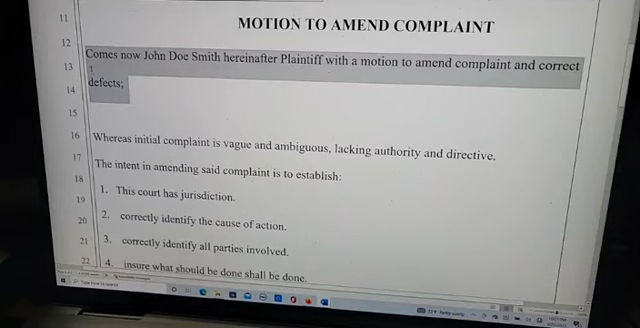 11
MOTION TO AMEND COMPLAINT
12
Comes now John Doe Smith hereinafter Plaintiff with a motion to amend complaint and correct
13
defects;
14
15
16 Whereas initial complaint is vague and ambiguous, lacking authority and directive.
17 The intent in amending said complaint is to establish:
18
1. This court has jurisdiction.
19
2. correctly identify the cause of action.
20
3. correctly identify all parties involved.
21
4. insure what should be done shall be done.
22
Type here to search